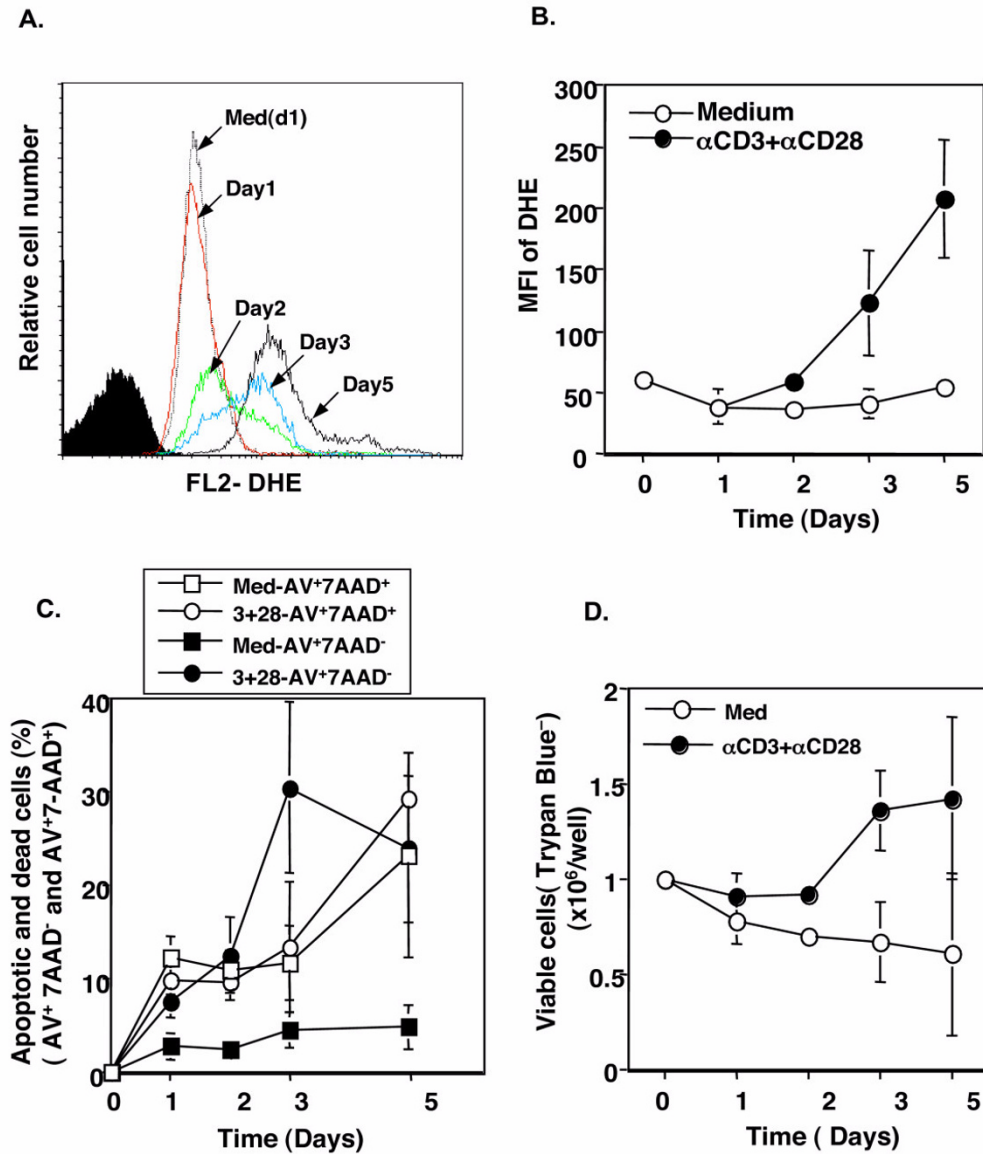 A.
Relative cell number
Med(d1)
Day1
Day2
Day3
Day5
FL2- DHE
B.
MFI of DHE
300
250
200
150
100
50
0
Medium
αCD3+αCD28
0 1 2 3 5
Time (Days)
C.
Med-AV⁺7AAD⁺
3+28-AV⁺7AAD⁺
Med-AV⁺7AAD⁻
3+28-AV⁺7AAD⁻
Apoptotic and dead cells (%)
( AV⁺ 7AAD⁻ and AV⁺7-AAD⁺)
40
30
20
10
0
0 1 2 3 5
Time (Days)
D.
Viable cells( Trypan Blue⁻)
(x10⁶/well)
2
1.5
1
0.5
0
Med
αCD3+αCD28
0 1 2 3 5
Time ( Days)